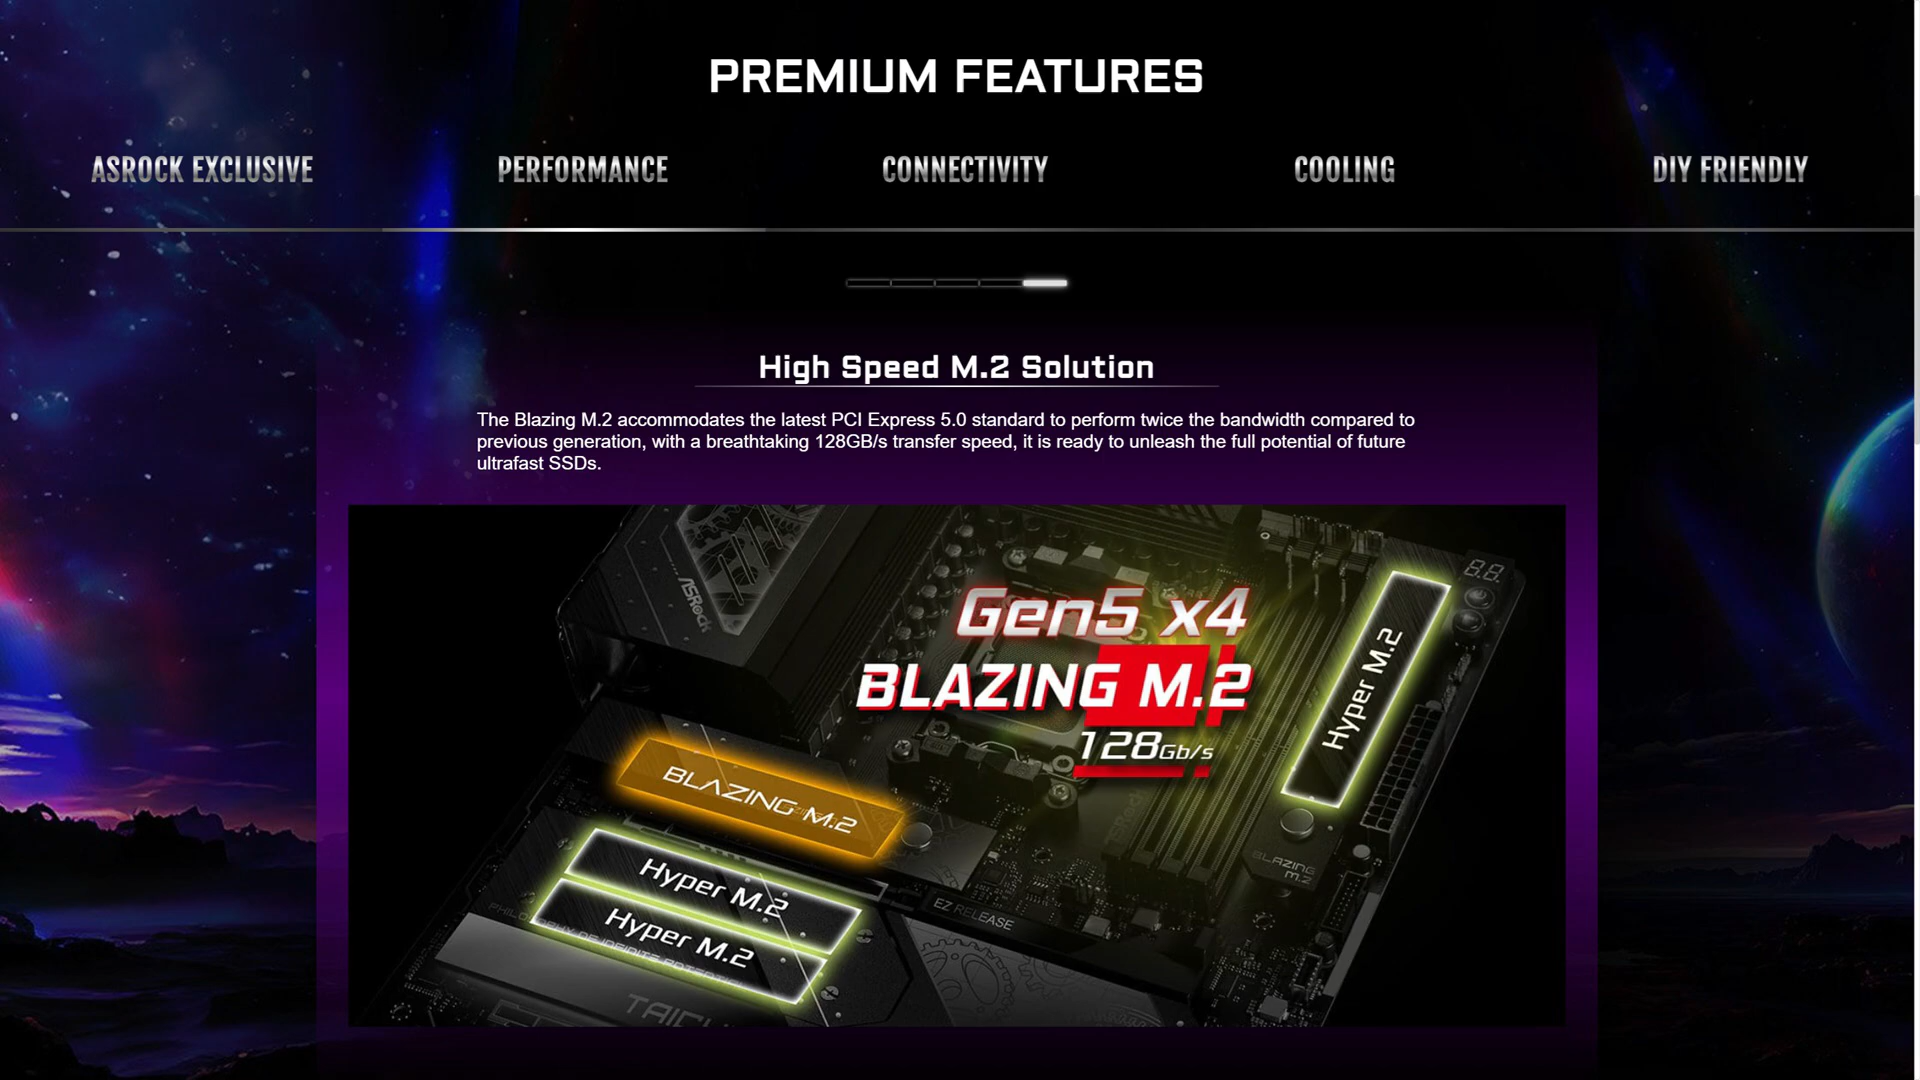 PREMIUM FEATURES
ASROCK EXCLUSIVE
PERFORMANCE
CONNECTIVITY
COOLING
DIY FRIENDLY
High Speed M.2 Solution
The Blazing M.2 accommodates the latest PCI Express 5.0 standard to perform twice the bandwidth compared to
previous generation, with a breathtaking 128GB/s transfer speed, it is ready to unleash the full potential of future
ultrafast SSDs.
ASRock
88
Gen5 x4
BLAZING M.2
128Gb/s
Hyper M.2
BLAZING M.2
BLAZING
M.2
Hyper M.2
Hyper M.2
EZ RELEASE